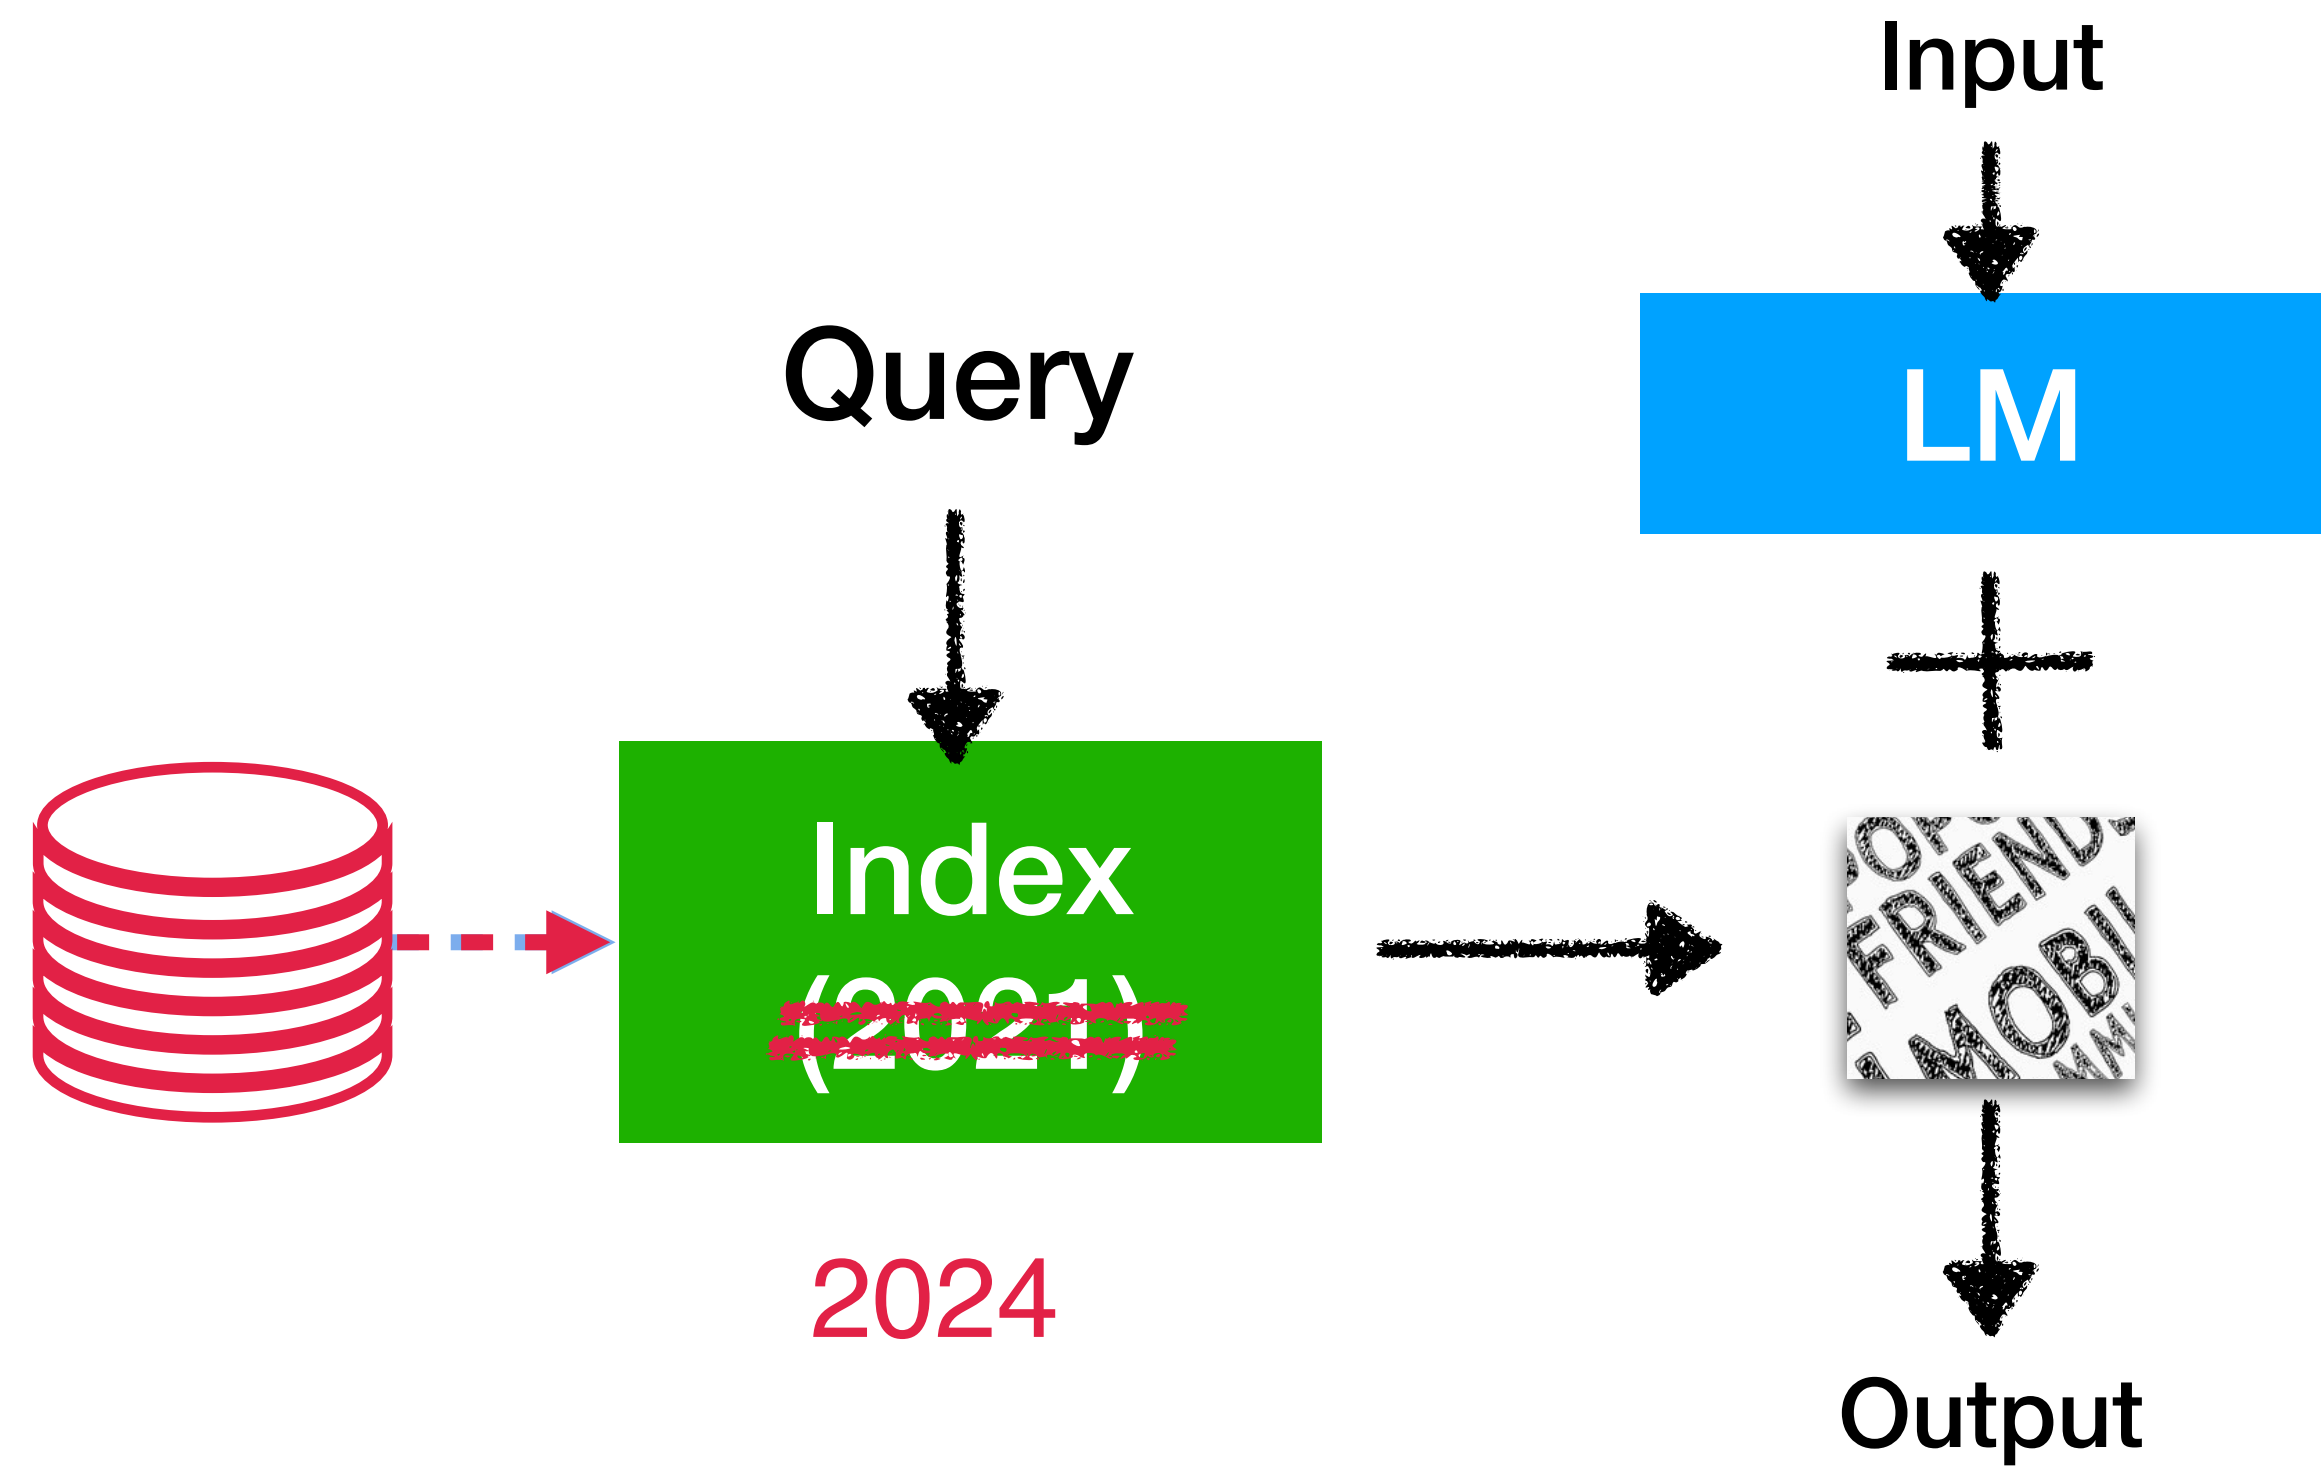 Input
LM
Query
Index
(2021)
2024
FRIEND
MOBI
Output